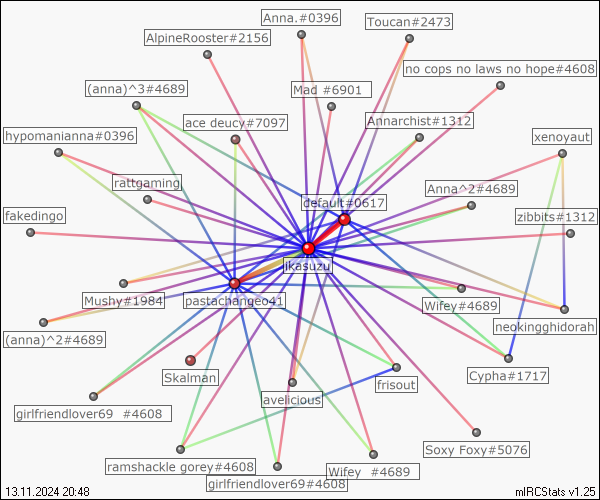 Anna.#0396
Toucan#2473
AlpineRooster#2156
no cops no laws no hope#4608
(anna)^3#4689
Mad #6901
ace deucy#7097
Annarchist#1312
hypomanianna#0396
xenoyaut
rattgaming
Anna^2#4689
default#0617
fakedingo
zibbits#1312
ikasuzu
Mushy#1984
pastachangeo41
Wifey#4689
neokingghidorah
(anna)^2#4689
Skalman
Cypha#1717
frisout
avelicious
girlfriendlover69 #4608
Soxy Foxy#5076
ramshackle gorey#4608
Wifey #4689
girlfriendlover69#4608
13.11.2024 20:48
mIRCStats v1.25